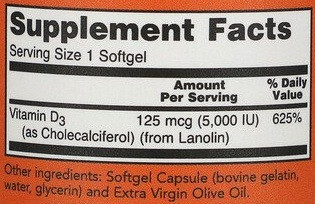 Supplement Facts
Serving Size 1 Softgel
Amount Per Serving
% Daily Value
Vitamin D3 125 mcg (5,000 IU) 625%
(as Cholecalciferol) (from Lanolin)
Other ingredients: Softgel Capsule (bovine gelatin,
water, glycerin) and Extra Virgin Olive Oil.